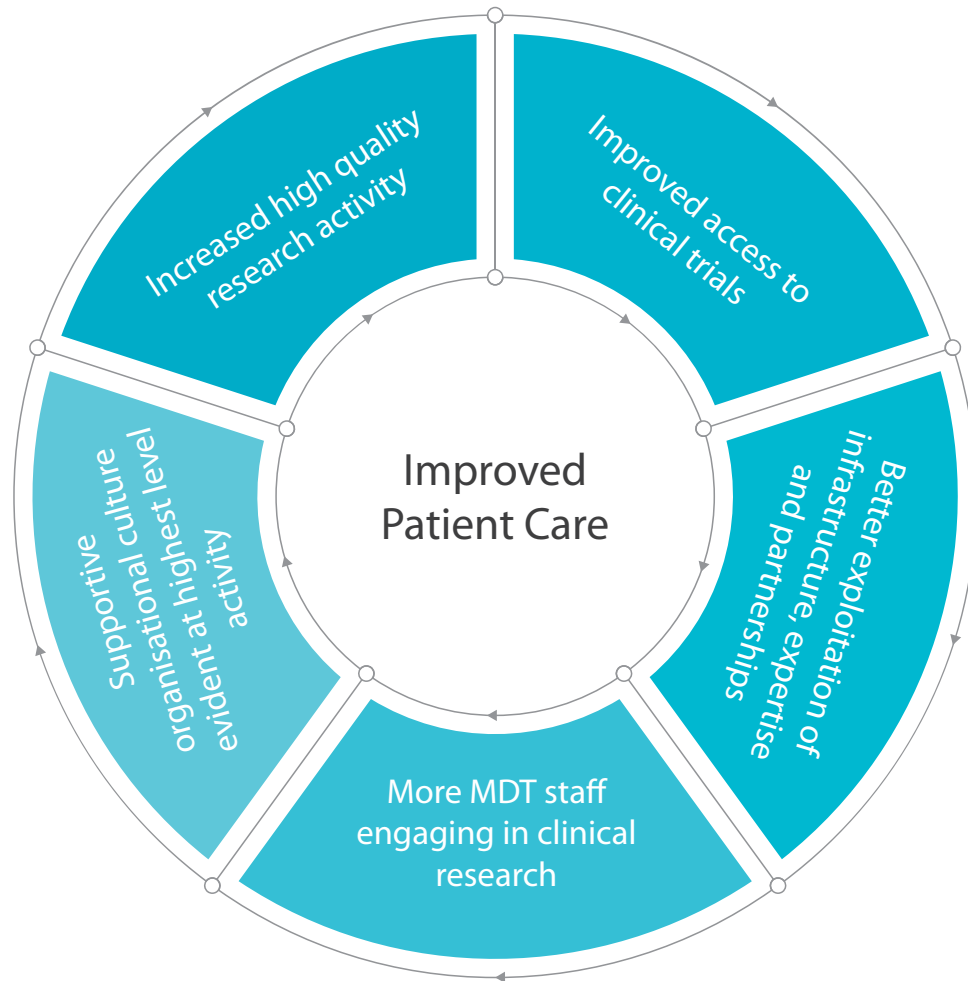 Increased high quality
research activity
Improved access to
clinical trials
Better exploitation of
infrastructure, expertise
and partnerships
More MDT staff
engaging in clinical
research
Supportive
organisational culture
evident at highest level
activity
Improved
Patient Care